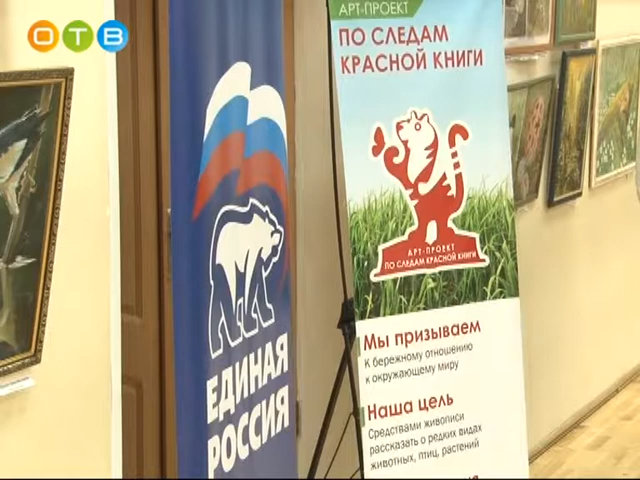 ОТВ
ЕДИНАЯ
РОССИЯ
АРТ-ПРОЕКТ
ПО СЛЕДАМ
КРАСНОЙ КНИГИ
АРТ-ПРОЕКТ
ПО СЛЕДАМ КРАСНОЙ КНИГИ
Мы призываем
К бережному отношению
к окружающему миру
Наша цель
Средствами живописи
рассказать о редких видах
животных, птиц, растений